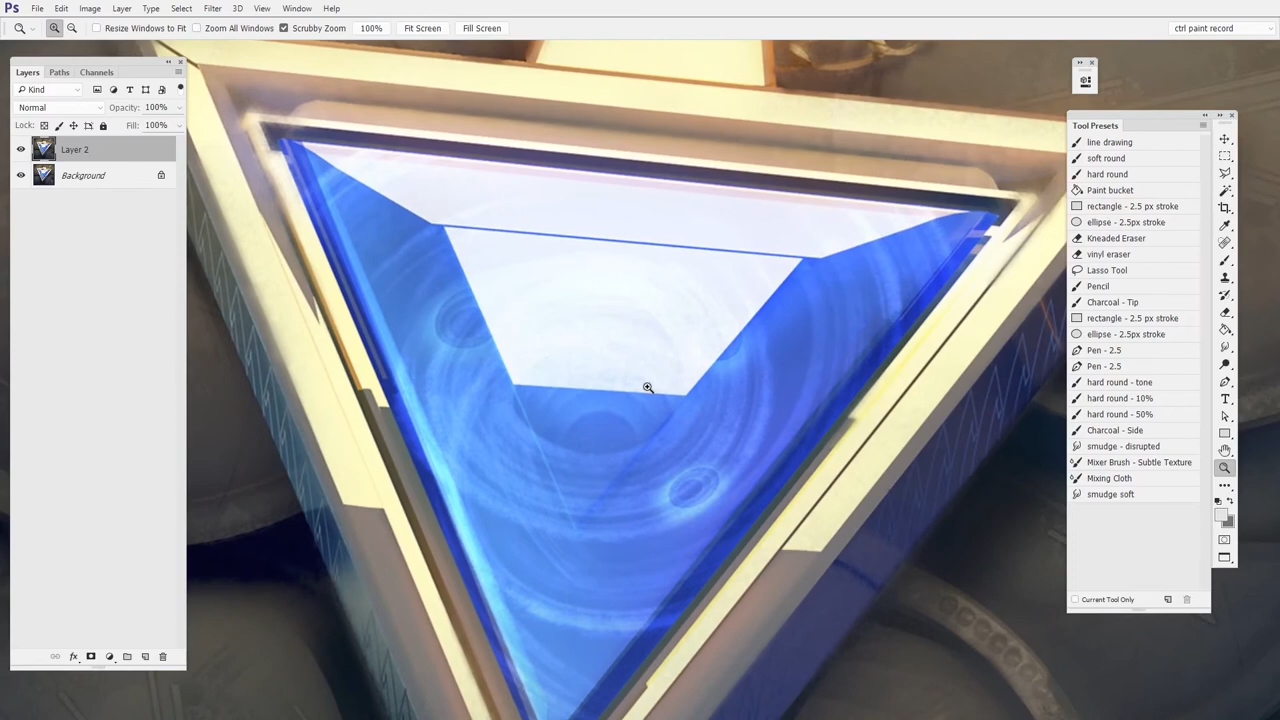 Ps File Edit Image Layer Type Select Filter 3D View Window Help
Resize Windows to Fit Zoom All Windows Scrubby Zoom 100% Fit Screen Fill Screen ctrl paint record
Layers Paths Channels
Kind
Normal Opacity: 100%
Lock: Fill: 100%
Layer 2
Background
Tool Presets
line drawing
soft round
hard round
Paint bucket
rectangle - 2.5 px stroke
ellipse - 2.5px stroke
Kneaded Eraser
vinyl eraser
Lasso Tool
Pencil
Charcoal - Tip
rectangle - 2.5 px stroke
ellipse - 2.5px stroke
Pen - 2.5
Pen - 2.5
hard round - tone
hard round - 10%
hard round - 50%
Charcoal - Side
smudge - disrupted
Mixer Brush - Subtle Texture
Mixing Cloth
smudge soft
Current Tool Only